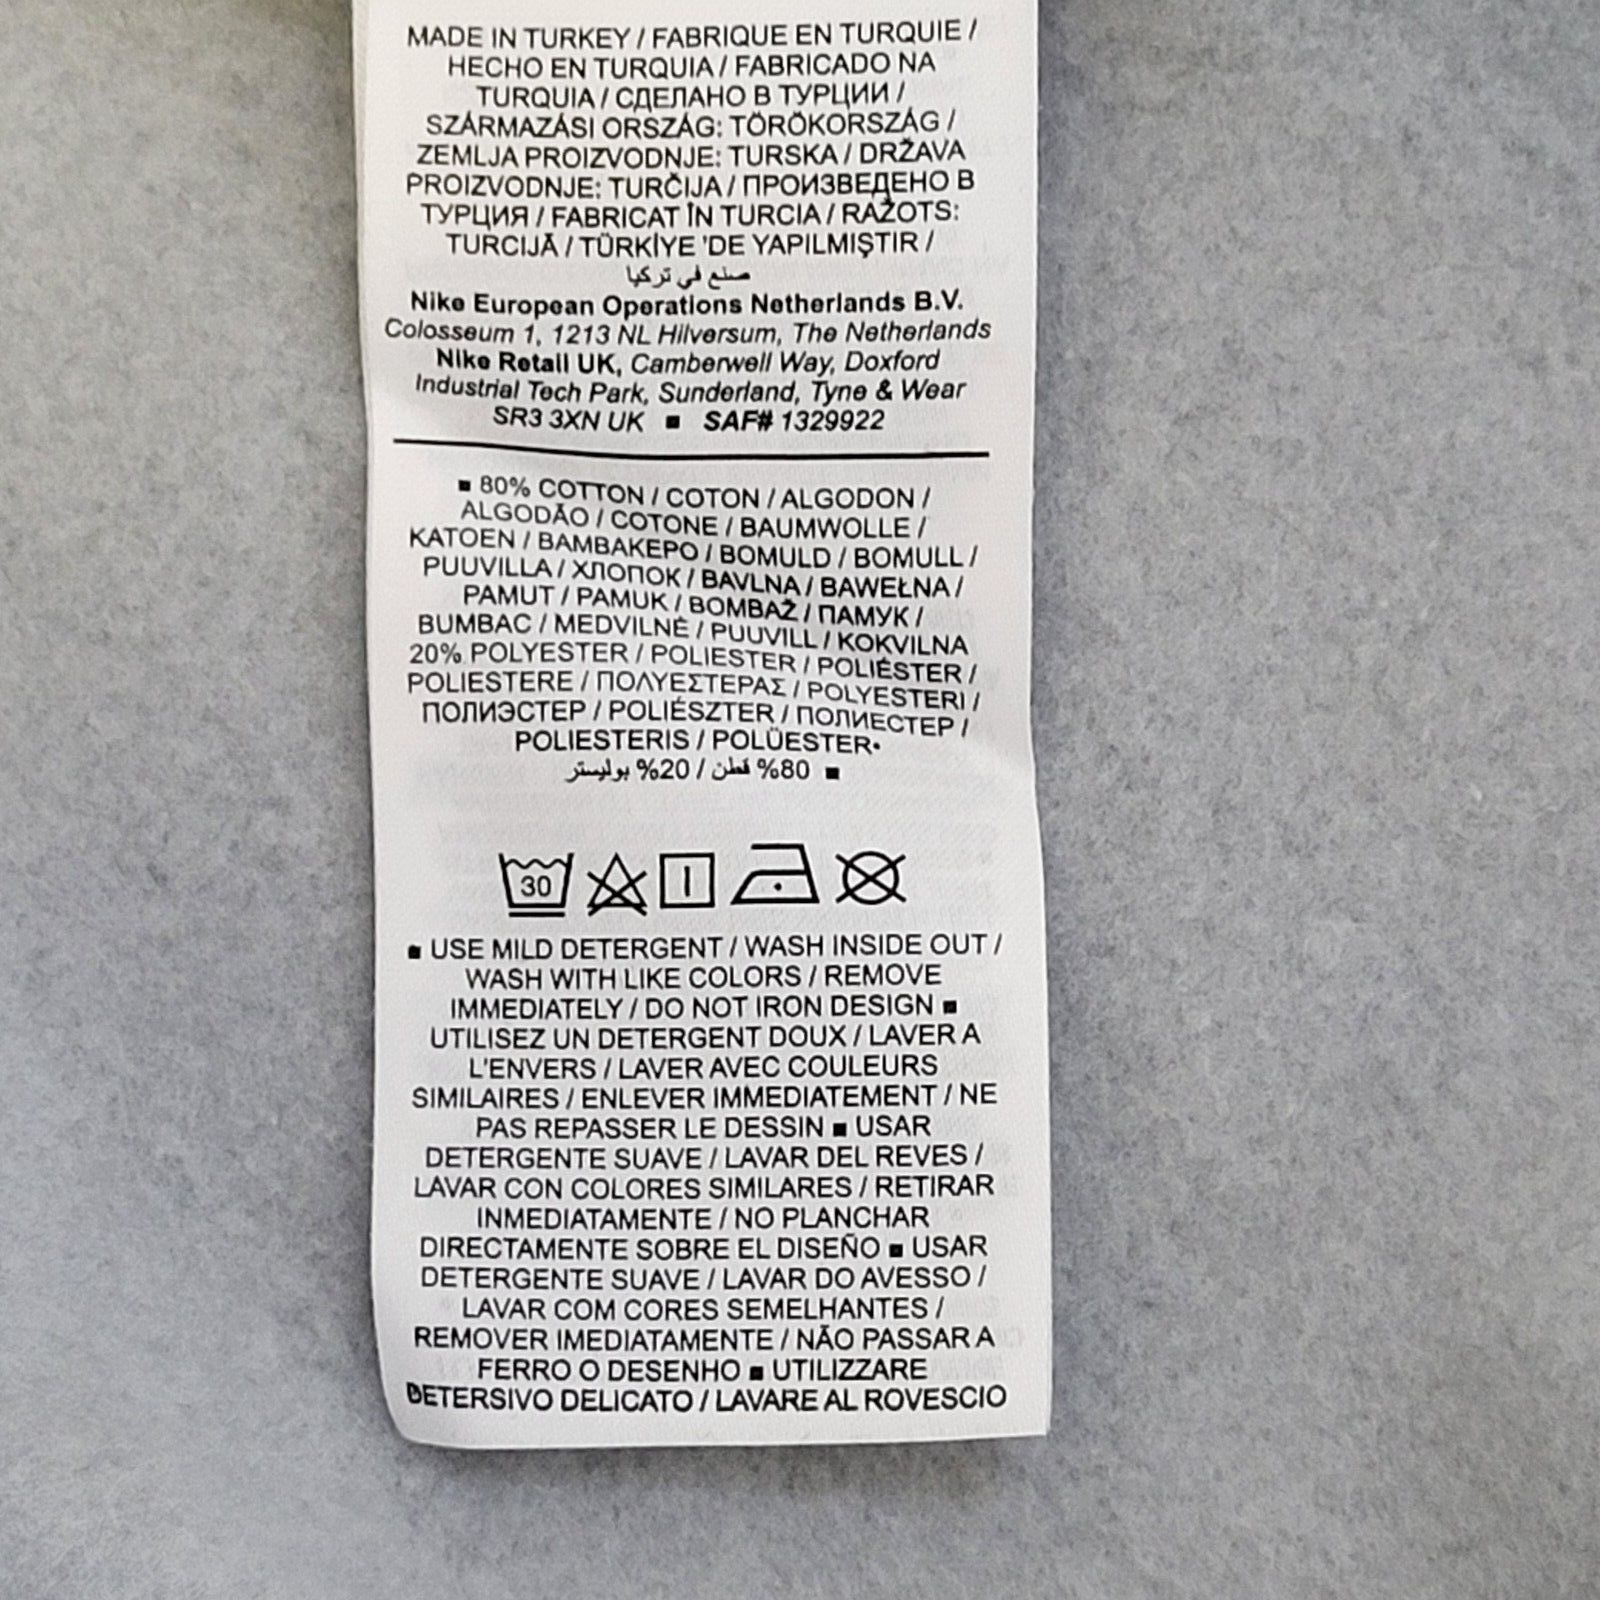 MADE IN TURKEY / FABRIQUE EN TURQUIE /
HECHO EN TURQUIA / FABRICADO NA
TURQUIA / СДЕЛАНО В ТУРЦИИ /
SZÁRMAZÁSI ORSZÁG: TÖRÖKORSZÁG /
ZEMLJA PROIZVODNJE: TURSKA / DRŽAVA
PROIZVODNJE: TURČIJA / ПРОИЗВЕДЕНО В
ТУРЦИЯ / FABRICAT ÎN TURCIA / RAŽOTS:
TURCIJĀ / TÜRKİYE 'DE YAPILMIŞTIR /
صنع في تركيا
Nike European Operations Netherlands B.V.
Colosseum 1, 1213 NL Hilversum, The Netherlands
Nike Retail UK, Camberwell Way, Doxford
Industrial Tech Park, Sunderland, Tyne & Wear
SR3 3XN UK ■ SAF# 1329922
■ 80% COTTON / COTON / ALGODON /
ALGODÃO / COTONE / BAUMWOLLE /
KATOEN / BAMBAKEPO / BOMULD / BOMULL /
PUUVILLA / ХЛОПОК / BAVLNA / BAWEŁNA /
PAMUT / PAMUK / BOMBAŽ / ПАМУК /
BUMBAC / MEDVILNĖ / PUUVILL / KOKVILNA
20% POLYESTER / POLIESTER / POLIÉSTER /
POLIESTERE / ΠΟΛΥΕΣΤΕΡΑΣ / POLYESTERI /
ПОЛИЭСТЕР / POLIÉSZTER / ПОЛИЕСТЕР /
POLIESTERIS / POLÜESTER•
■ 80% قطن / 20% بوليستر
30
■ USE MILD DETERGENT / WASH INSIDE OUT /
WASH WITH LIKE COLORS / REMOVE
IMMEDIATELY / DO NOT IRON DESIGN ■
UTILISEZ UN DETERGENT DOUX / LAVER A
L'ENVERS / LAVER AVEC COULEURS
SIMILAIRES / ENLEVER IMMEDIATEMENT / NE
PAS REPASSER LE DESSIN ■ USAR
DETERGENTE SUAVE / LAVAR DEL REVES /
LAVAR CON COLORES SIMILARES / RETIRAR
INMEDIATAMENTE / NO PLANCHAR
DIRECTAMENTE SOBRE EL DISEÑO ■ USAR
DETERGENTE SUAVE / LAVAR DO AVESSO /
LAVAR COM CORES SEMELHANTES /
REMOVER IMEDIATAMENTE / NÃO PASSAR A
FERRO O DESENHO ■ UTILIZZARE
DETERSIVO DELICATO / LAVARE AL ROVESCIO